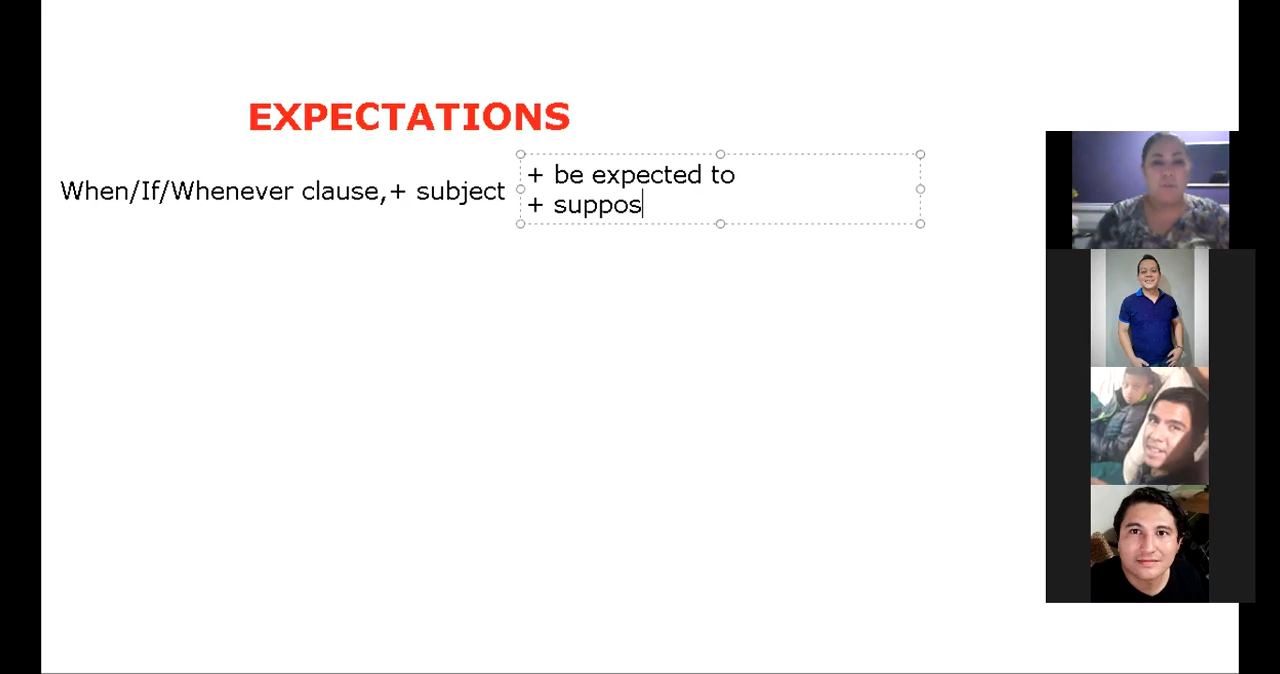 EXPECTATIONS
When/If/Whenever clause,+ subject
+ be expected to
+ suppos